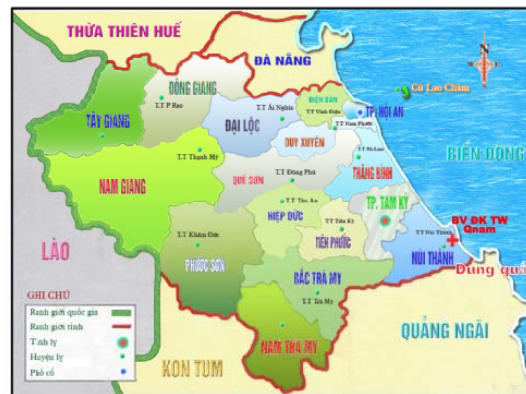 THỪA THIÊN HUẾ
ĐÀ NẴNG
N
ĐÔNG GIANG
T.T P Rao
TÂY GIANG
Cù Lao Chàm
ĐIỆN BÀN
T.T Vĩnh Điện
T.T Ái Nghĩa
TP. HỘI AN
ĐẠI LỘC
T.T Nam Phước
DUY XUYÊN
BIỂN ĐÔNG
T.T Hà Lam
T.T Thạnh Mỹ
THĂNG BÌNH
NAM GIANG
QUẾ SƠN
T.T Đông Phú
TP. TAM KỲ
T.T Tân An
HIỆP ĐỨC
BV ĐK TW
Qnam
T.T Tiên Kỳ
T.T Núi Thành
TIÊN PHƯỚC
NÚI THÀNH
LÀO
T.T Khâm Đức
PHƯỚC SƠN
Dung quất
BẮC TRÀ MY
T.T Trà My
GHI CHÚ
Ranh giới quốc gia
Ranh giới tỉnh
T.nh lỵ
Huyện lỵ
Phố cổ
QUẢNG NGÃI
NAM TRÀ MY
KON TUM